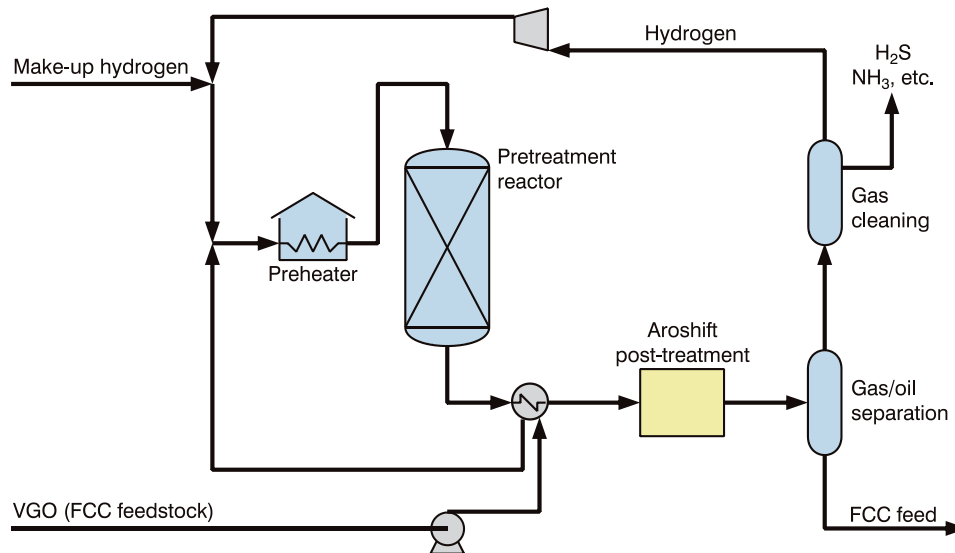 Hydrogen
H₂S
NH₃, etc.
Make-up hydrogen
Pretreatment
reactor
Gas
cleaning
Preheater
Aroshift
post-treatment
Gas/oil
separation
VGO (FCC feedstock)
FCC feed